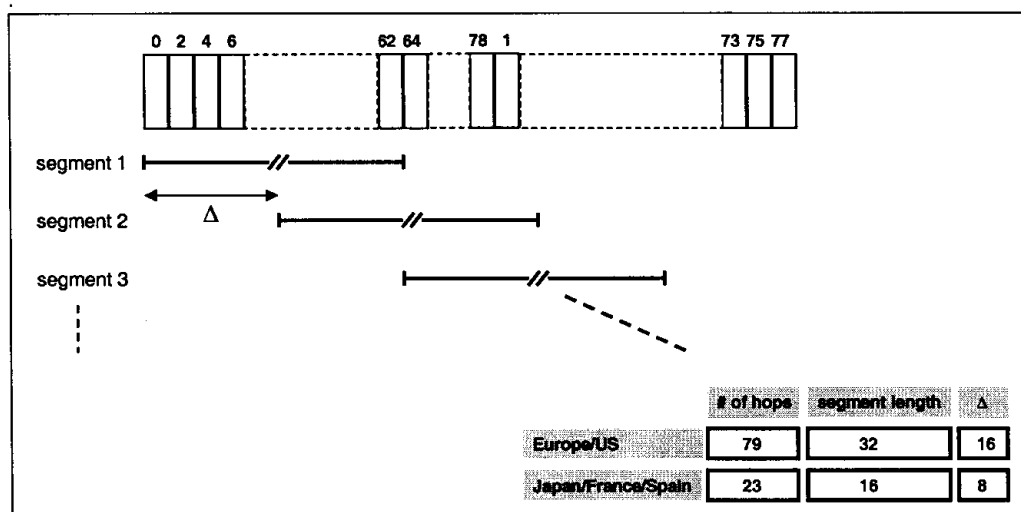 0 2 4 6 62 64 78 1 73 75 77
segment 1
Δ
segment 2
segment 3
# of hops segment length Δ
Europe/US 79 32 16
Japan/France/Spain 23 16 8